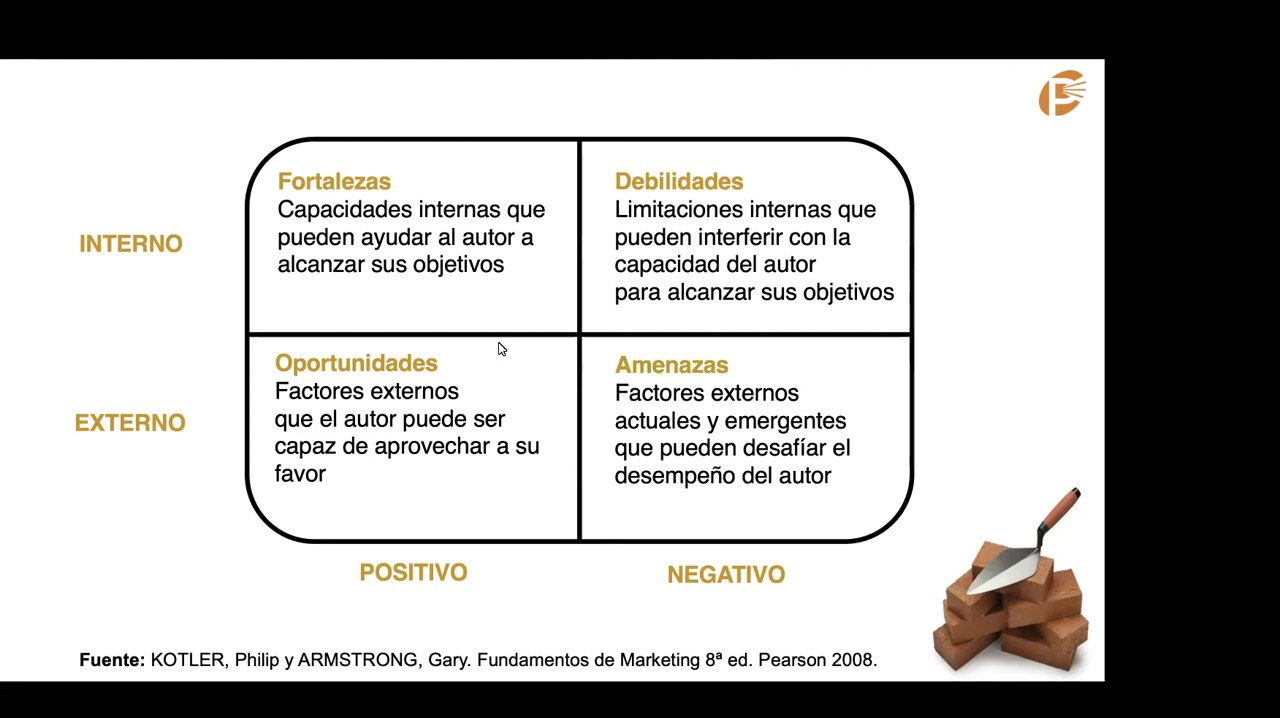 INTERNO
Fortalezas
Capacidades internas que
pueden ayudar al autor a
alcanzar sus objetivos
Debilidades
Limitaciones internas que
pueden interferir con la
capacidad del autor
para alcanzar sus objetivos
EXTERNO
Oportunidades
Factores externos
que el autor puede ser
capaz de aprovechar a su
favor
Amenazas
Factores externos
actuales y emergentes
que pueden desafíar el
desempeño del autor
POSITIVO
NEGATIVO
Fuente: KOTLER, Philip y ARMSTRONG, Gary. Fundamentos de Marketing 8ª ed. Pearson 2008.